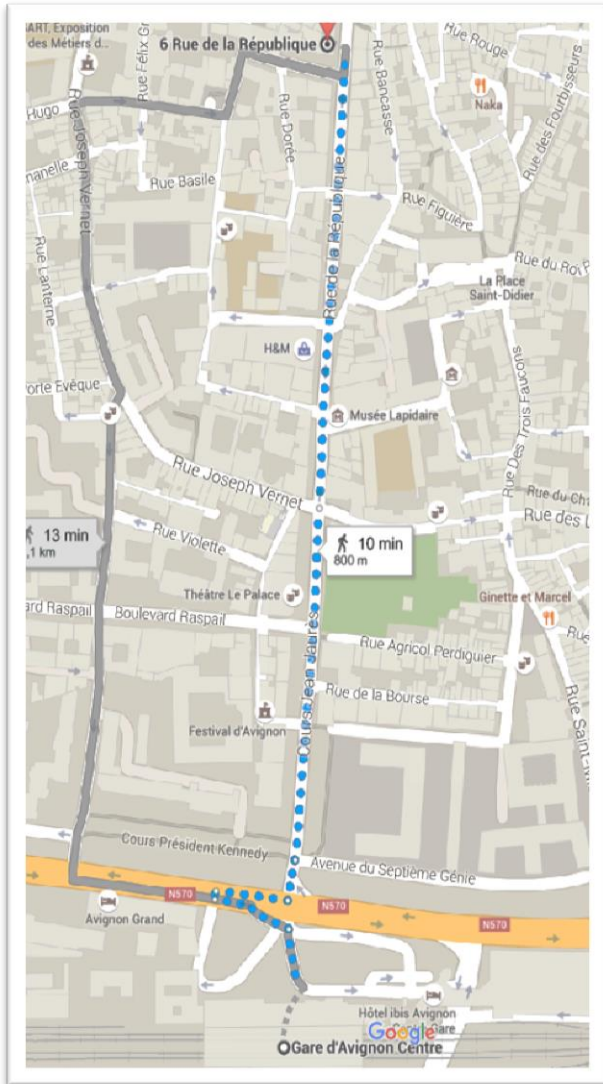 ART, Exposition
des Métiers d...
6 Rue de la République
Rue Félix Gr
Hugo
Rue Joseph Vernet
Rue Bancasse
Rue Rouge
Naka
Rue des Fourbisseurs
Rue Dorée
Rue Basile
Rue de la République
Rue Figuière
Rue Lanterne
La Place
Saint-Didier
H&M
orte Evêque
Musée Lapidaire
Rue Des Trois Faucons
Rue Joseph Vernet
Rue du Ch
Rue des L
13 min
,1 km
Rue Violette
10 min
800 m
Théâtre Le Palace
Ginette et Marcel
ard Raspail
Boulevard Raspail
Rue Agricol Perdiguier
Cours Jean Jaurès
Rue de la Bourse
Festival d'Avignon
Cours Président Kennedy
Avenue du Septième Génie
N570
N570
N570
Avignon Grand
Hôtel ibis Avignon
Gare
Google
Gare d'Avignon Centre